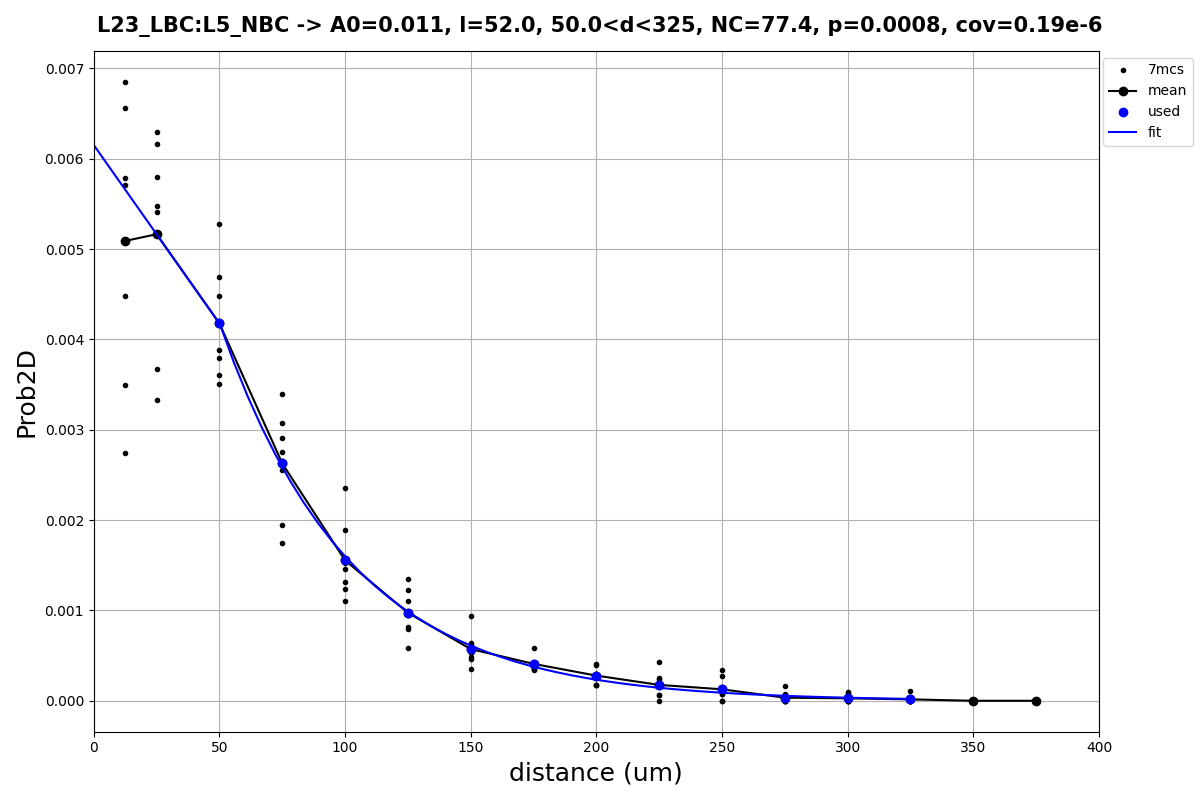 L23_LBC:L5_NBC -> A0=0.011, l=52.0, 50.0<d<325, NC=77.4, p=0.0008, cov=0.19e-6
0.007
0.006
0.005
0.004
0.003
0.002
0.001
0.000
Prob2D
0 50 100 150 200 250 300 350 400
distance (um)
7mcs
mean
used
fit